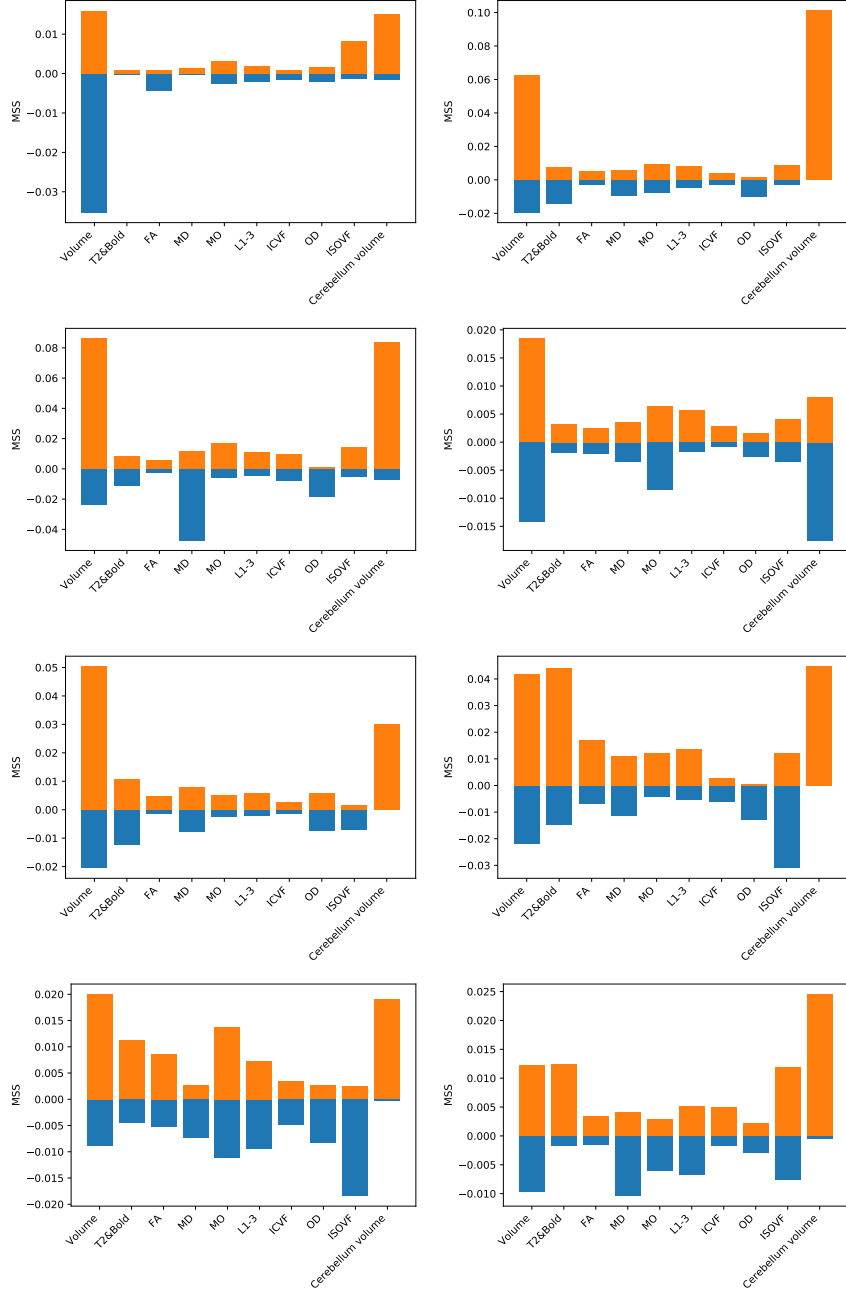 0.01
0.00
−0.01
−0.02
−0.03
MSS
Volume
T2&Bold
FA
MD
MO
L1-3
ICVF
OD
ISOVF
Cerebellum volume
0.10
0.08
0.06
0.04
0.02
0.00
−0.02
MSS
Volume
T2&Bold
FA
MD
MO
L1-3
ICVF
OD
ISOVF
Cerebellum volume
0.08
0.06
0.04
0.02
0.00
−0.02
−0.04
MSS
Volume
T2&Bold
FA
MD
MO
L1-3
ICVF
OD
ISOVF
Cerebellum volume
0.020
0.015
0.010
0.005
0.000
−0.005
−0.010
−0.015
MSS
Volume
T2&Bold
FA
MD
MO
L1-3
ICVF
OD
ISOVF
Cerebellum volume
0.05
0.04
0.03
0.02
0.01
0.00
−0.01
−0.02
MSS
Volume
T2&Bold
FA
MD
MO
L1-3
ICVF
OD
ISOVF
Cerebellum volume
0.04
0.03
0.02
0.01
0.00
−0.01
−0.02
−0.03
MSS
Volume
T2&Bold
FA
MD
MO
L1-3
ICVF
OD
ISOVF
Cerebellum volume
0.020
0.015
0.010
0.005
0.000
−0.005
−0.010
−0.015
−0.020
MSS
Volume
T2&Bold
FA
MD
MO
L1-3
ICVF
OD
ISOVF
Cerebellum volume
0.025
0.020
0.015
0.010
0.005
0.000
−0.005
−0.010
MSS
Volume
T2&Bold
FA
MD
MO
L1-3
ICVF
OD
ISOVF
Cerebellum volume